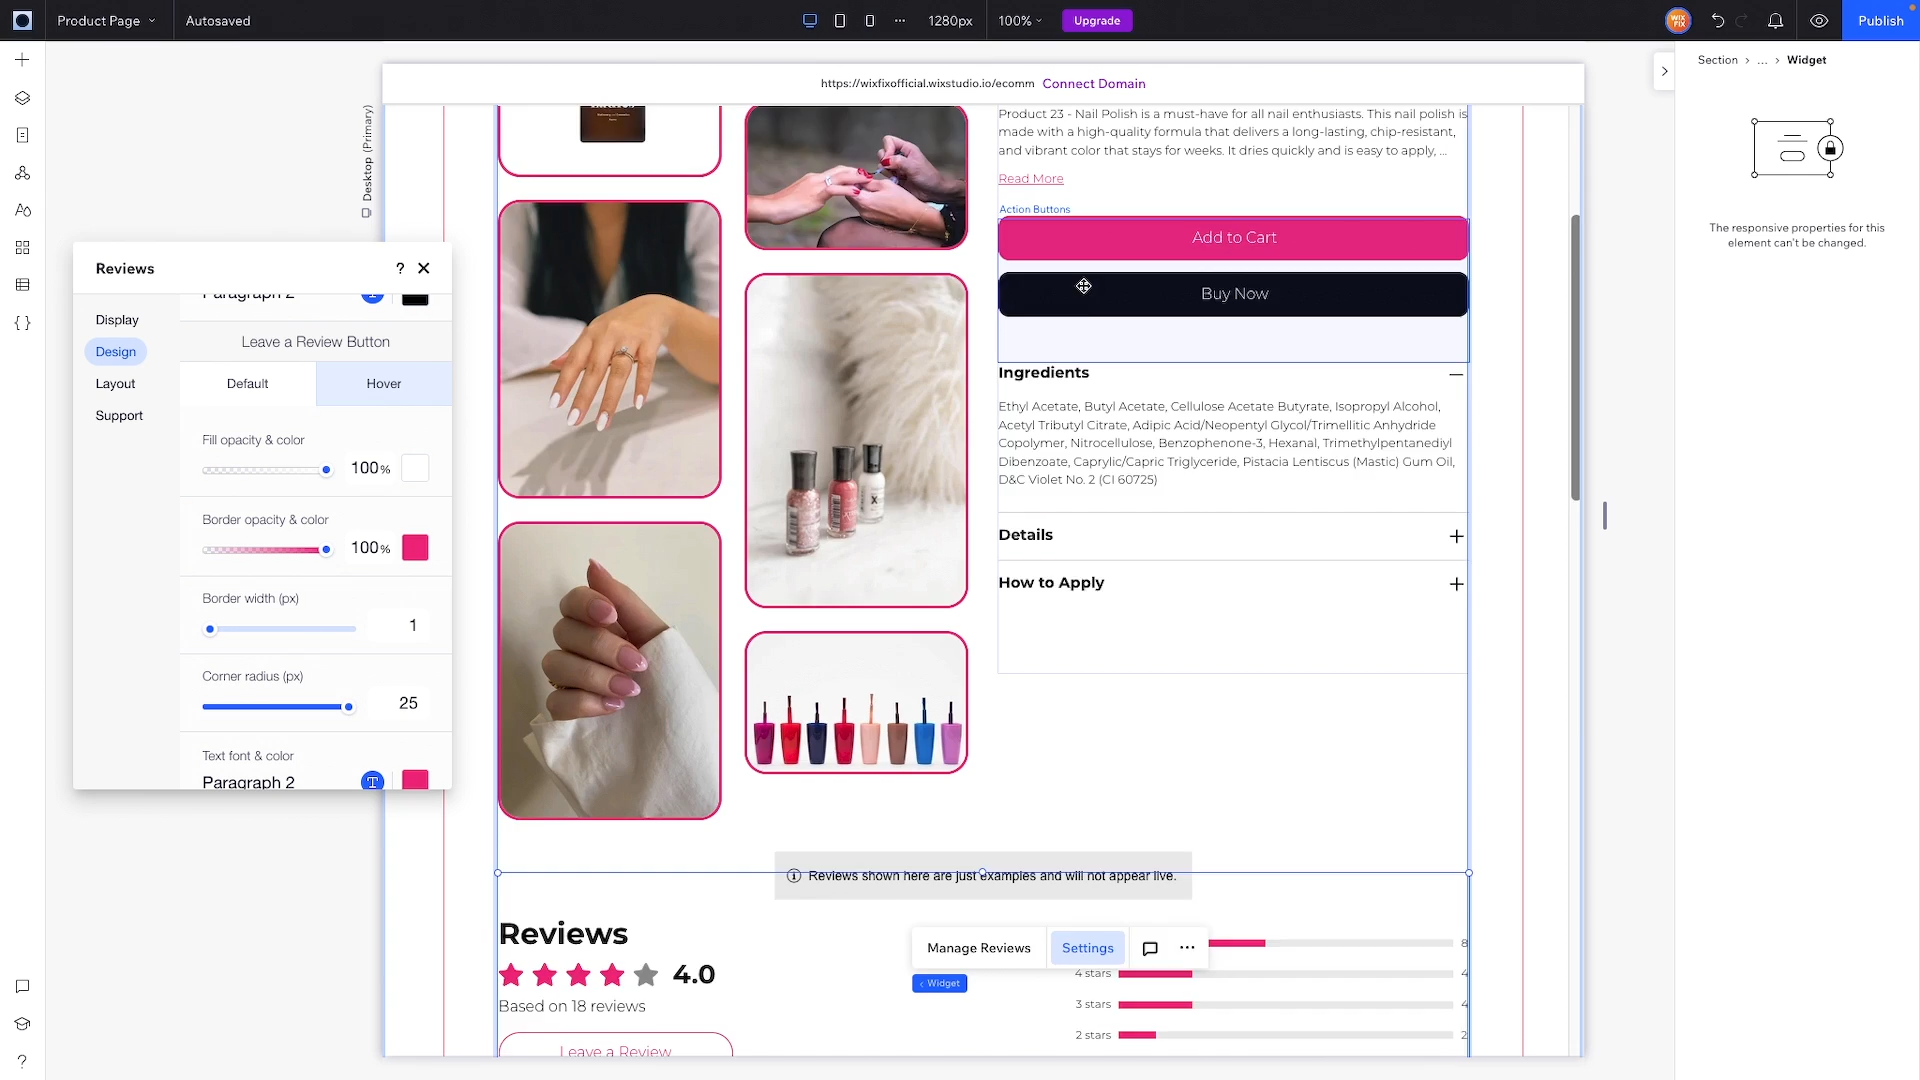 Product Page
Autosaved
1280px
100%
Upgrade
Publish
https://wixfixofficial.wixstudio.io/ecomm
Connect Domain
Section > ... > Widget
Desktop (Primary)
The responsive properties for this
element can't be changed.
Product 23 - Nail Polish is a must-have for all nail enthusiasts. This nail polish is
made with a high-quality formula that delivers a long-lasting, chip-resistant,
and vibrant color that stays for weeks. It dries quickly and is easy to apply, ...
Read More
Action Buttons
Add to Cart
Buy Now
Ingredients
Ethyl Acetate, Butyl Acetate, Cellulose Acetate Butyrate, Isopropyl Alcohol,
Acetyl Tributyl Citrate, Adipic Acid/Neopentyl Glycol/Trimellitic Anhydride
Copolymer, Nitrocellulose, Benzophenone-3, Hexanal, Trimethylpentanediyl
Dibenzoate, Caprylic/Capric Triglyceride, Pistacia Lentiscus (Mastic) Gum Oil,
D&C Violet No. 2 (CI 60725)
Details
How to Apply
Reviews
?
Display
Design
Layout
Support
Paragraph 2
Leave a Review Button
Default
Hover
Fill opacity & color
100%
Border opacity & color
100%
Border width (px)
1
Corner radius (px)
25
Text font & color
Paragraph 2
T
Reviews shown here are just examples and will not appear live.
Reviews
4.0
Based on 18 reviews
Leave a Review
Manage Reviews
Settings
< Widget
8
4 stars
4
3 stars
4
2 stars
2